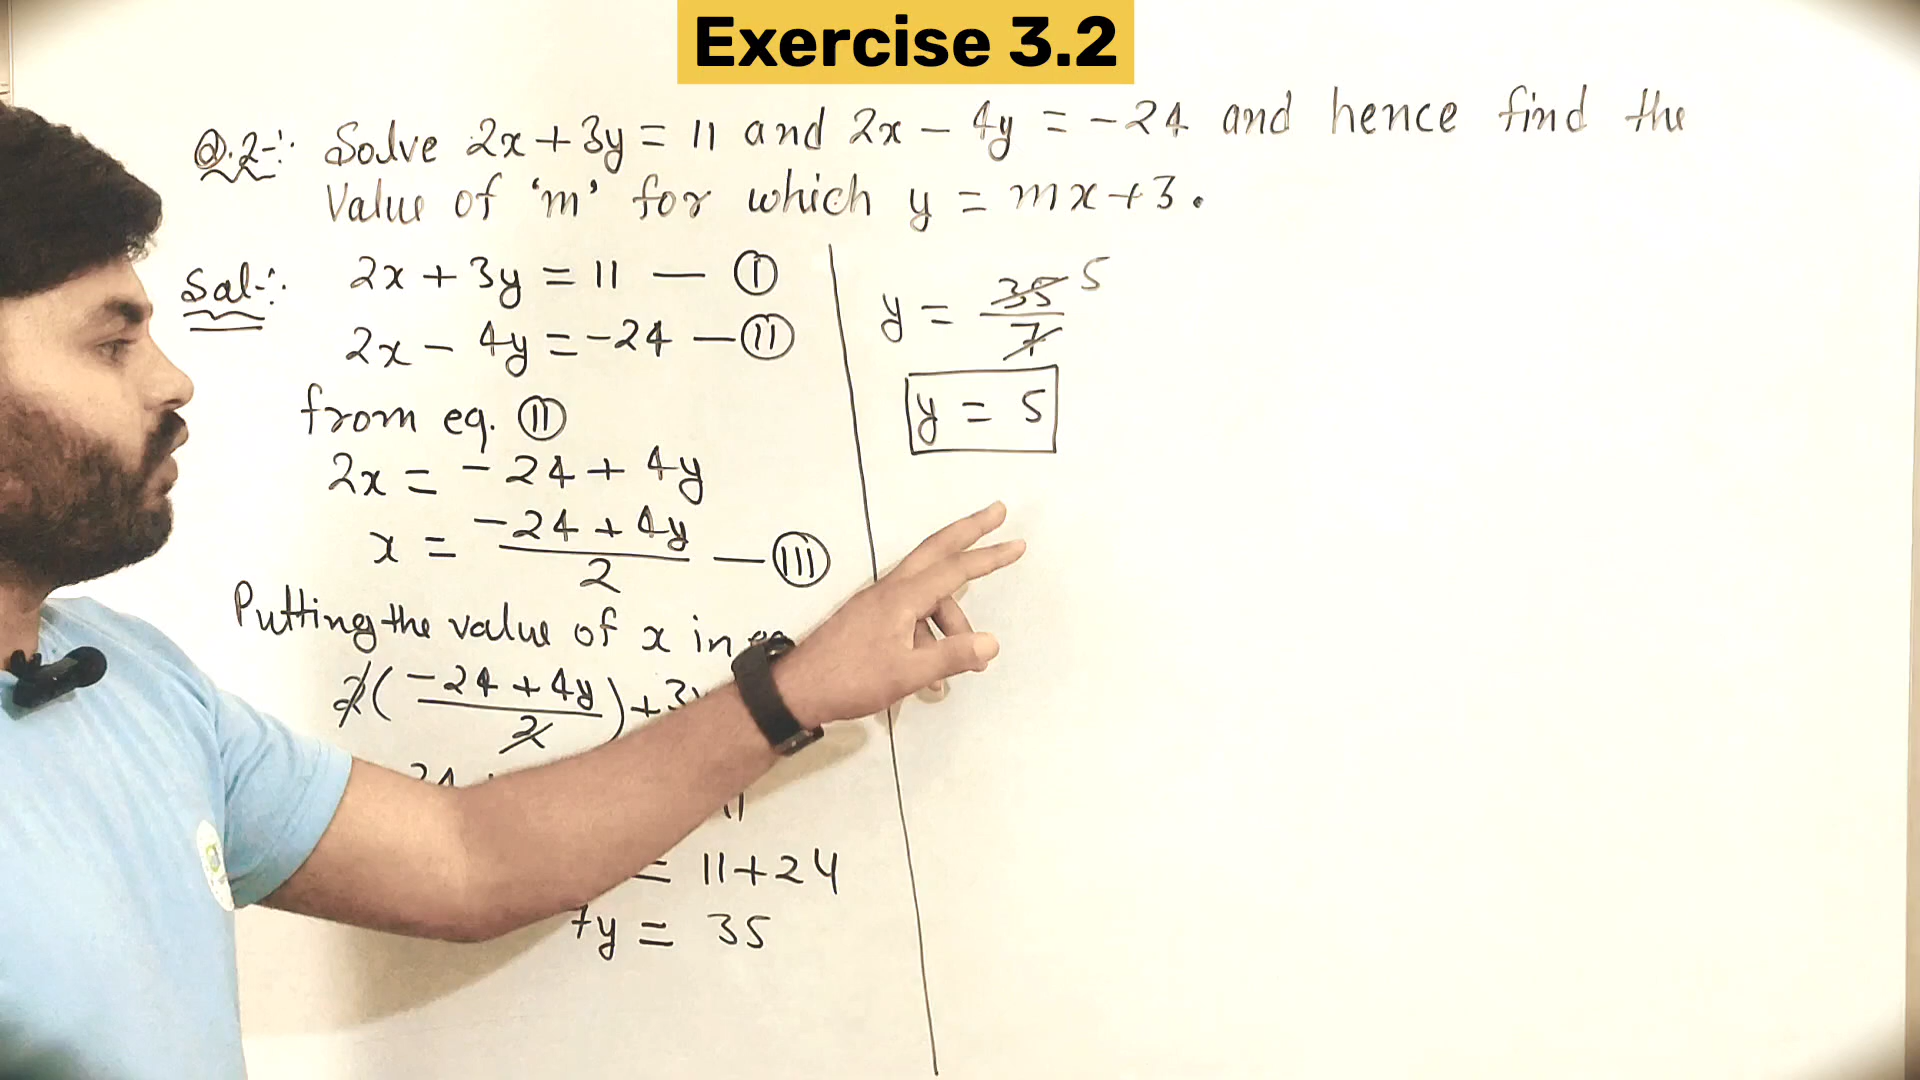 Exercise 3.2
Q.2-: Solve 2x + 3y = 11 and 2x - 4y = -24 and hence find the
Value of 'm' for which y = mx + 3.
Sol-: 2x + 3y = 11 — (I)
2x - 4y = -24 — (II)
from eq. (II)
2x = -24 + 4y
x = (-24 + 4y)/2 — (III)
Putting the value of x in
2((-24 + 4y)/2) + 3
11
= 11 + 24
7y = 35
y = 35/7 5
y = 5